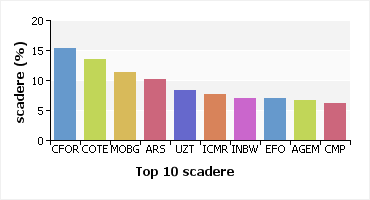 20
15
10
5
0
scadere (%)
CFOR COTE MOBG ARS UZT ICMR INBW EFO AGEM CMP
Top 10 scadere